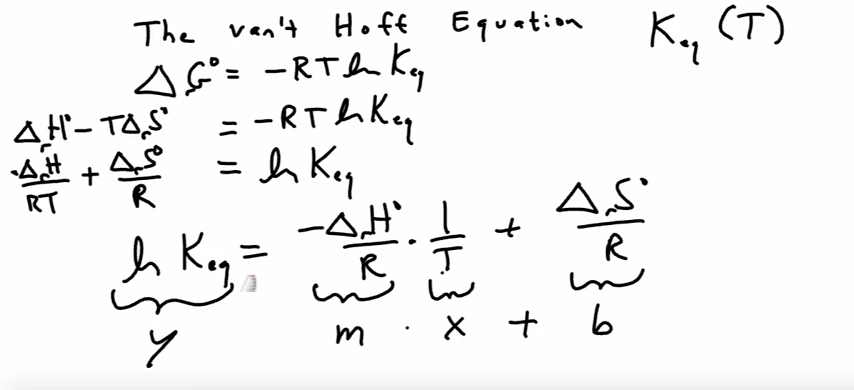 The van't Hoff Equation K_eq (T)
Δ_rG° = -RT ln K_eq
Δ_rH° - TΔ_rS° = -RT ln K_eq
-Δ_rH/RT + Δ_rS°/R = ln K_eq
ln K_eq = -Δ_rH°/R · 1/T + Δ_rS°/R
y m · x + b